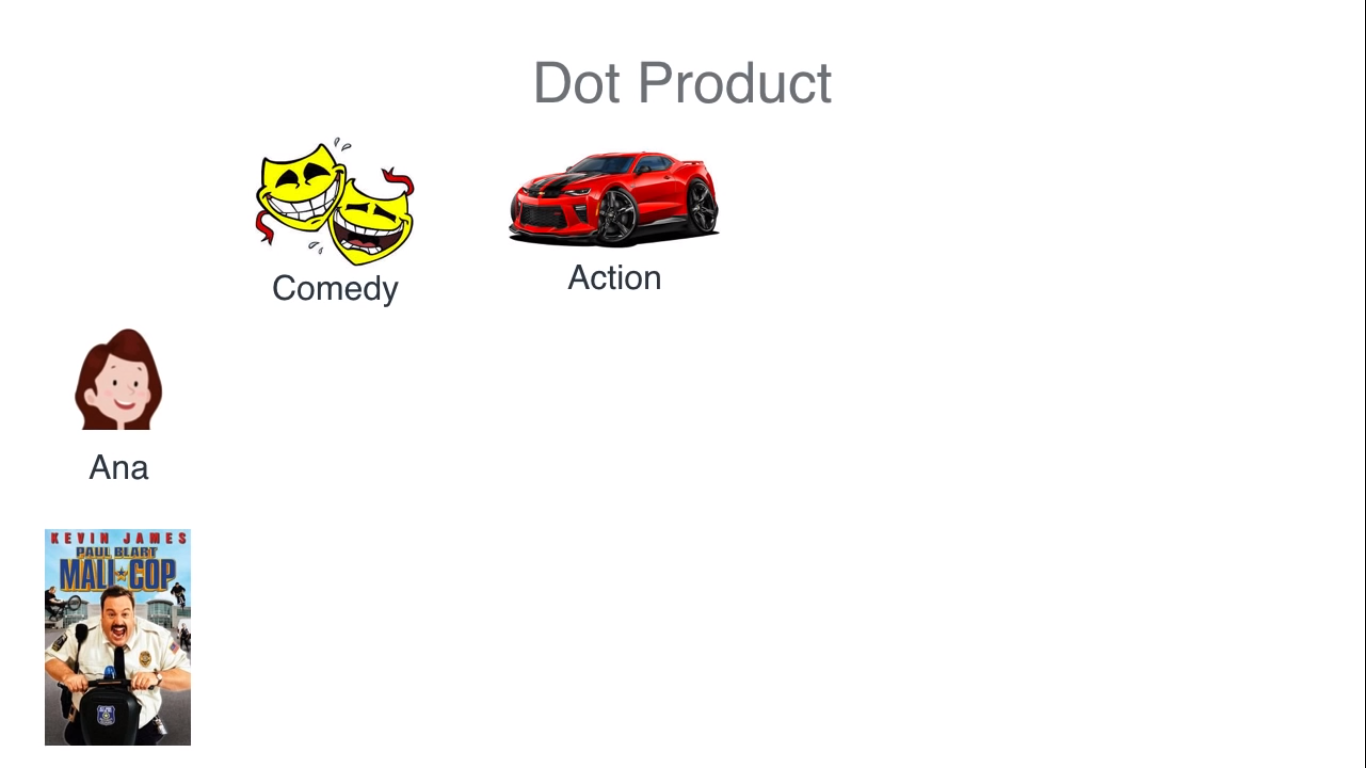 Dot Product
Comedy
Action
Ana
KEVIN JAMES
PAUL BLART
MALL COP